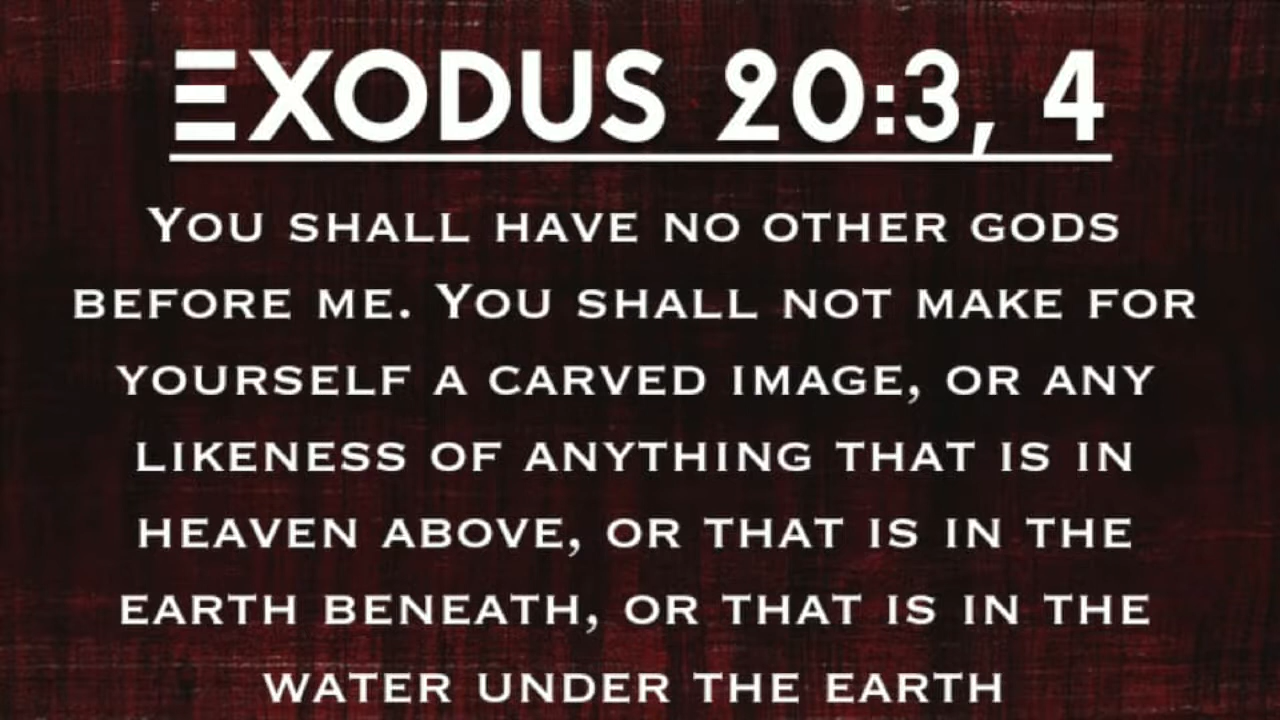 EXODUS 20:3, 4
YOU SHALL HAVE NO OTHER GODS
BEFORE ME. YOU SHALL NOT MAKE FOR
YOURSELF A CARVED IMAGE, OR ANY
LIKENESS OF ANYTHING THAT IS IN
HEAVEN ABOVE, OR THAT IS IN THE
EARTH BENEATH, OR THAT IS IN THE
WATER UNDER THE EARTH